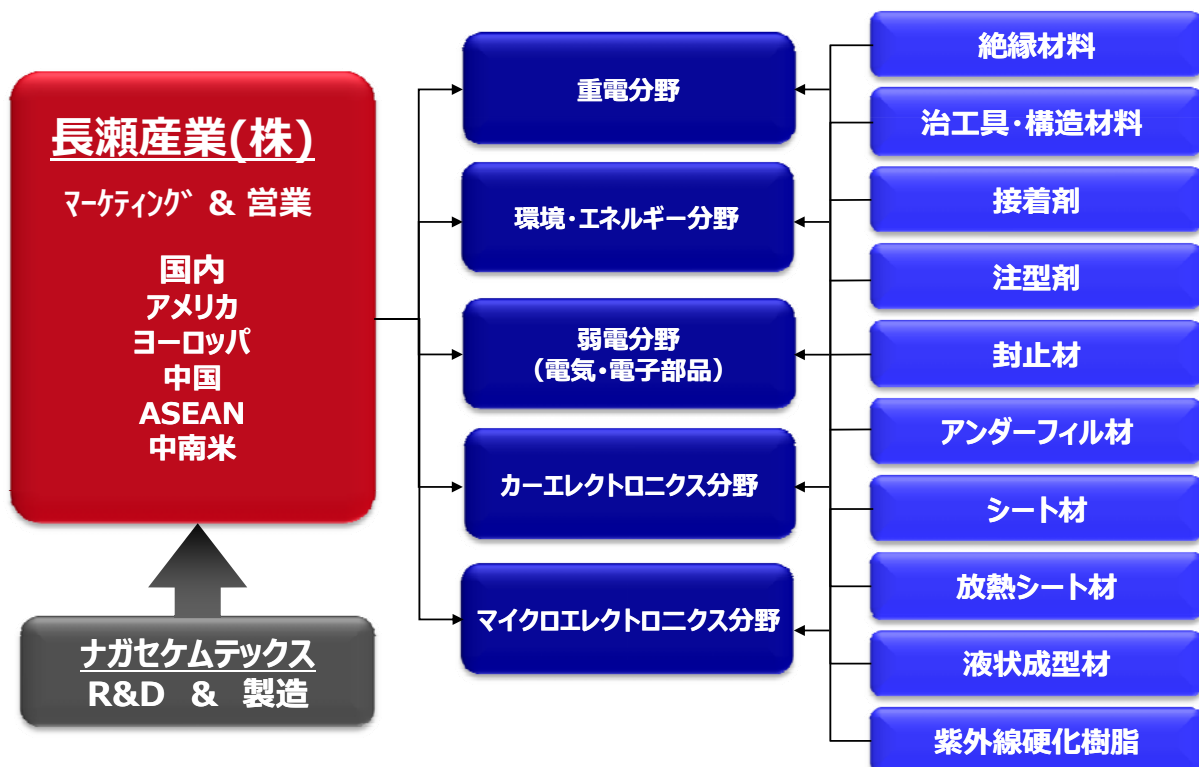 長瀬産業(株)
ﾏｰｹﾃｨﾝｸﾞ & 営業
国内
アメリカ
ヨーロッパ
中国
ASEAN
中南米
ナガセケムテックス
R&D & 製造
重電分野
環境・エネルギー分野
弱電分野
（電気・電子部品）
カーエレクトロニクス分野
マイクロエレクトロニクス分野
絶縁材料
治工具・構造材料
接着剤
注型剤
封止材
アンダーフィル材
シート材
放熱シート材
液状成型材
紫外線硬化樹脂